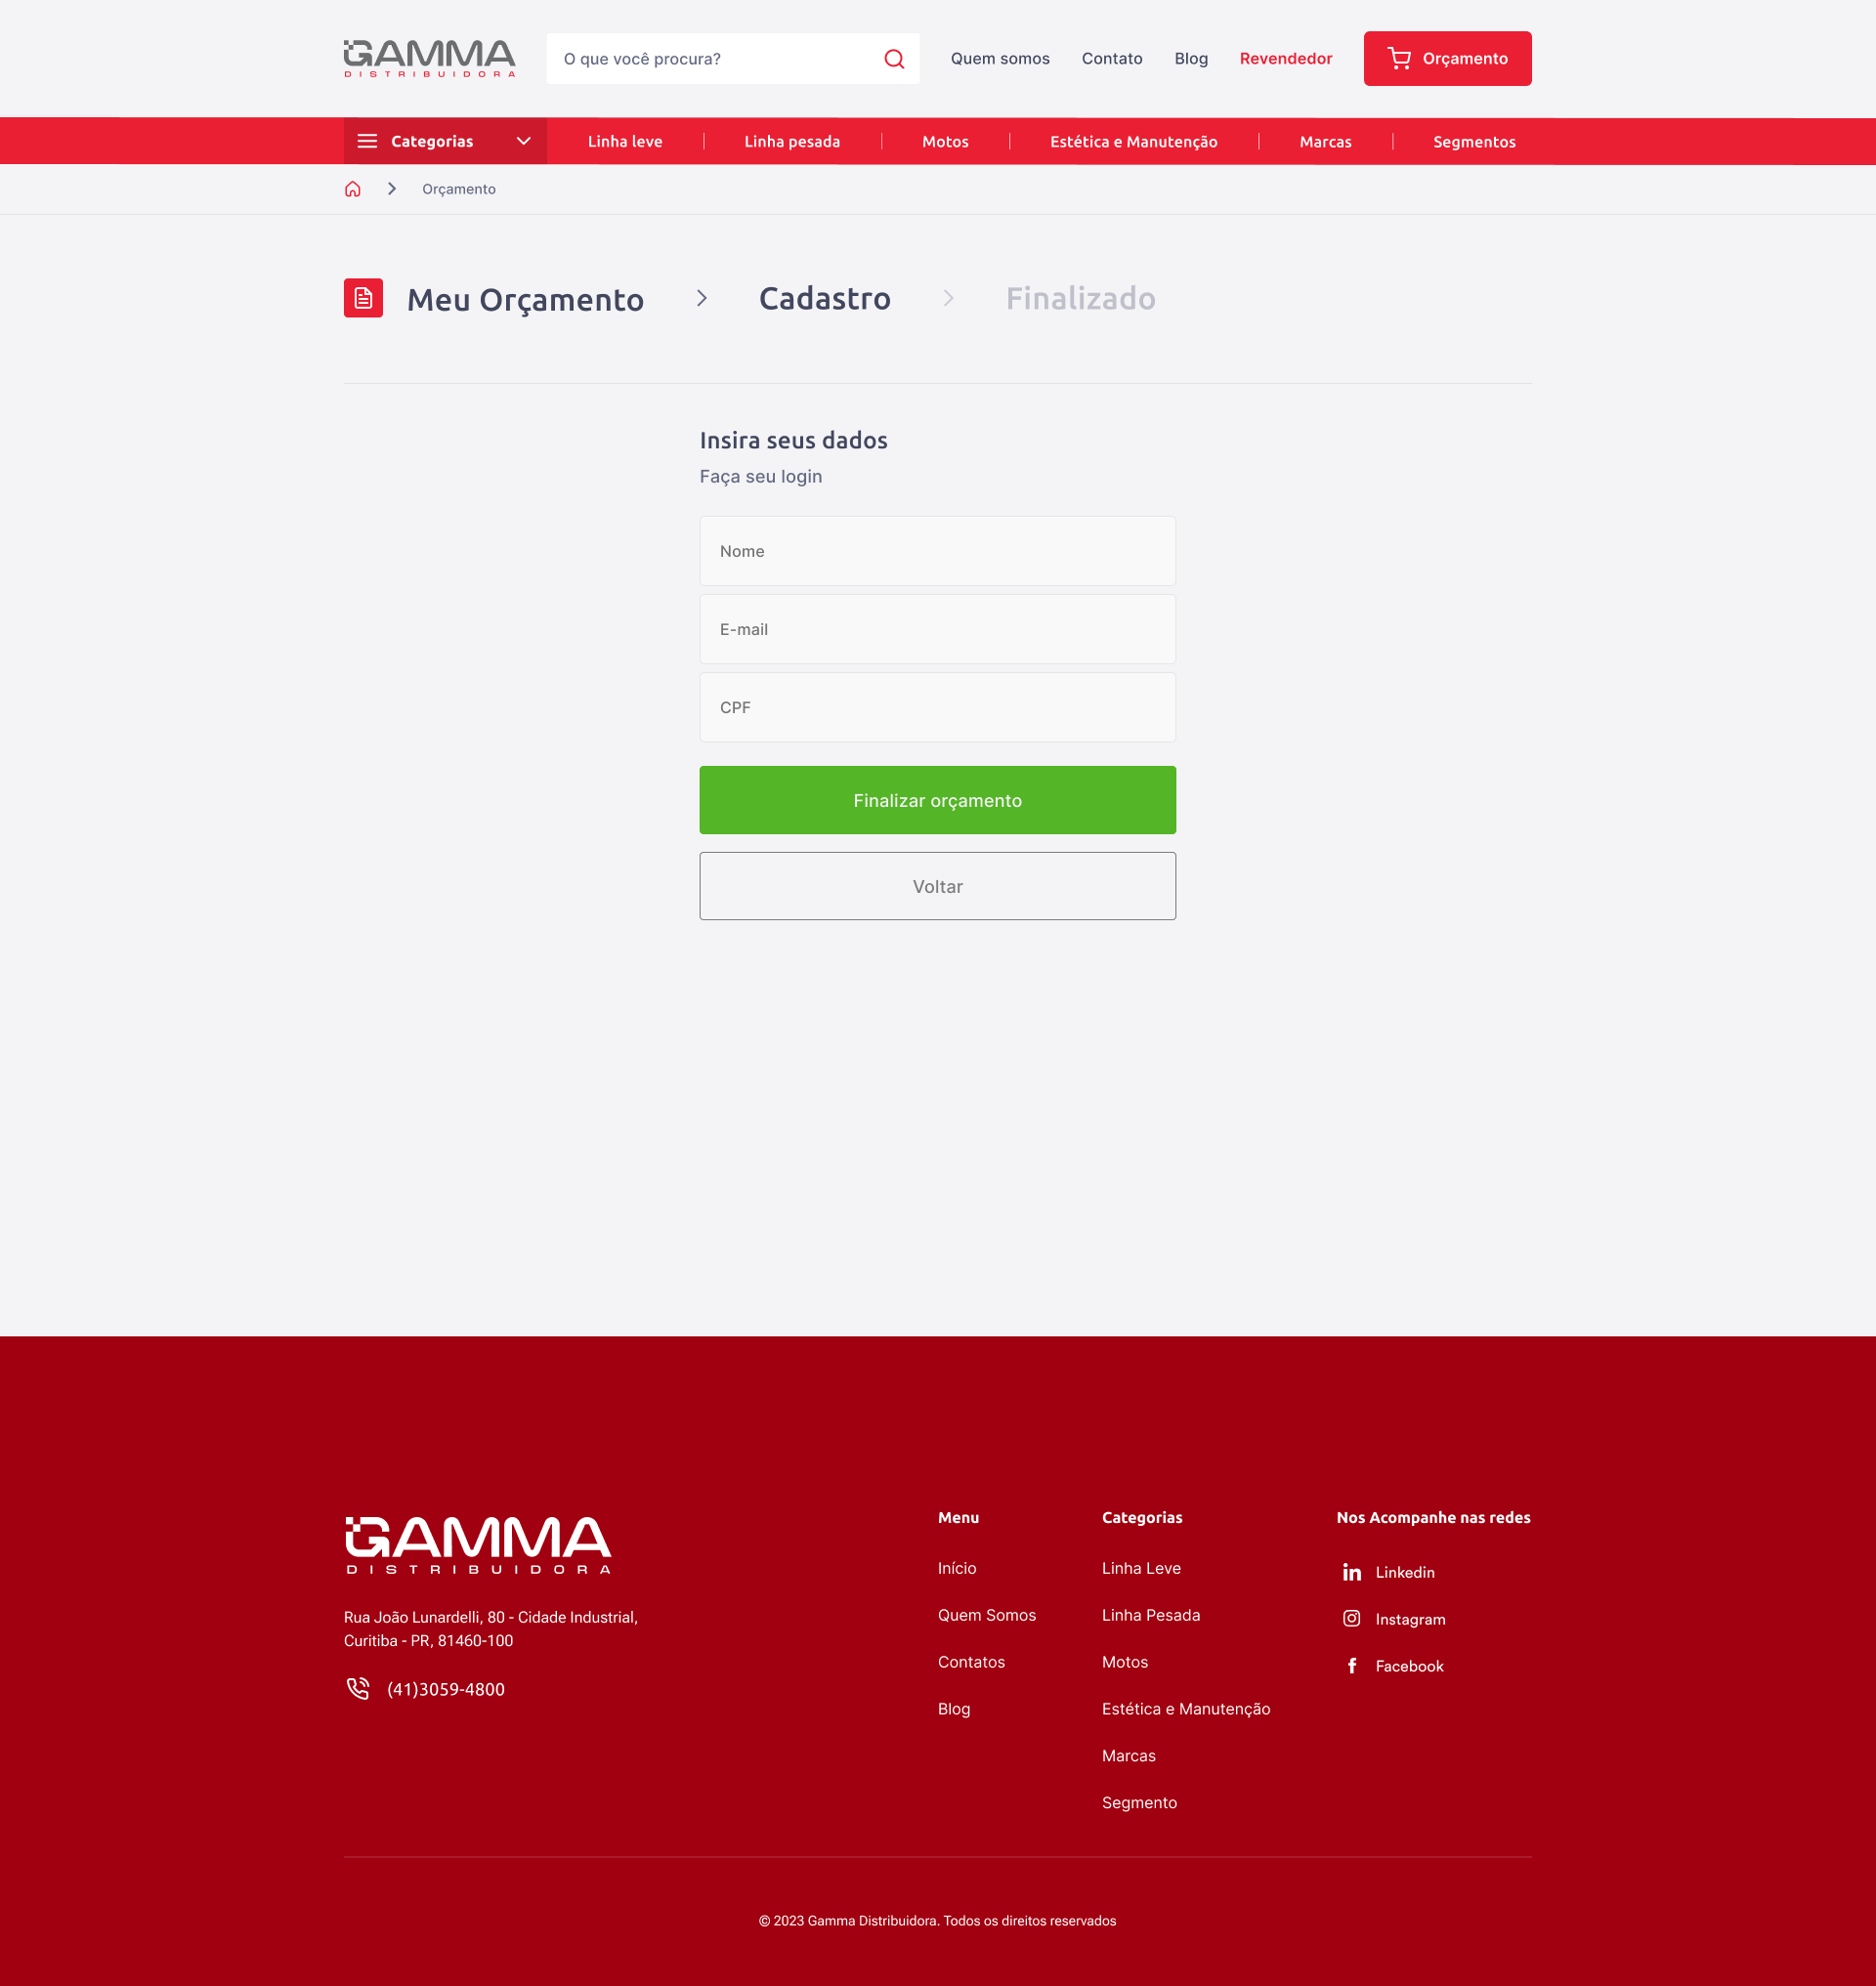 GAMMA
DISTRIBUIDORA
O que você procura?
Quem somos
Contato
Blog
Revendedor
Orçamento
Categorias
Linha leve
Linha pesada
Motos
Estética e Manutenção
Marcas
Segmentos
Orçamento
Meu Orçamento
Cadastro
Finalizado
Insira seus dados
Faça seu login
Nome
E-mail
CPF
Finalizar orçamento
Voltar
GAMMA
DISTRIBUIDORA
Rua João Lunardelli, 80 - Cidade Industrial,
Curitiba - PR, 81460-100
(41)3059-4800
Menu
Início
Quem Somos
Contatos
Blog
Categorias
Linha Leve
Linha Pesada
Motos
Estética e Manutenção
Marcas
Segmento
Nos Acompanhe nas redes
Linkedin
Instagram
Facebook
© 2023 Gamma Distribuidora. Todos os direitos reservados